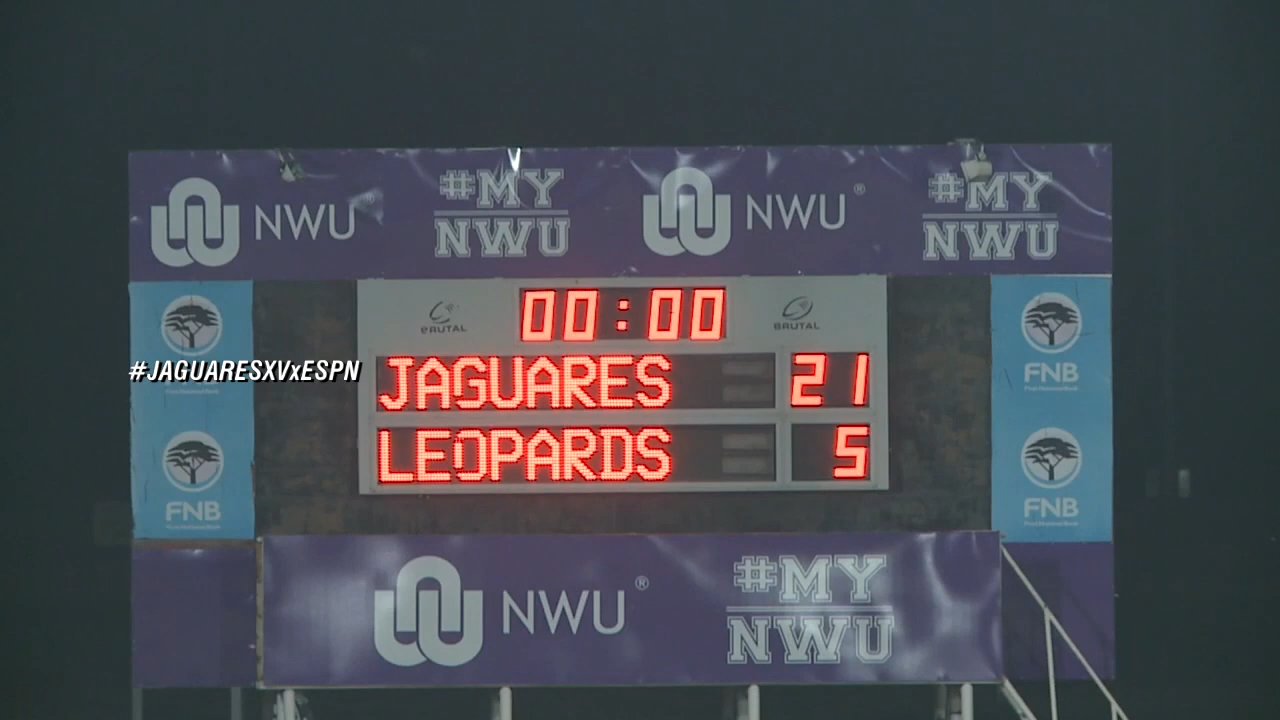 NWU
#MY
NWU
NWU®
#MY
NWU
BRUTAL
00:00
BRUTAL
JAGUARES 21
LEOPARDS 5
#JAGUARESXVxESPN
FNB
FNB
FNB
NWU®
#MY
NWU